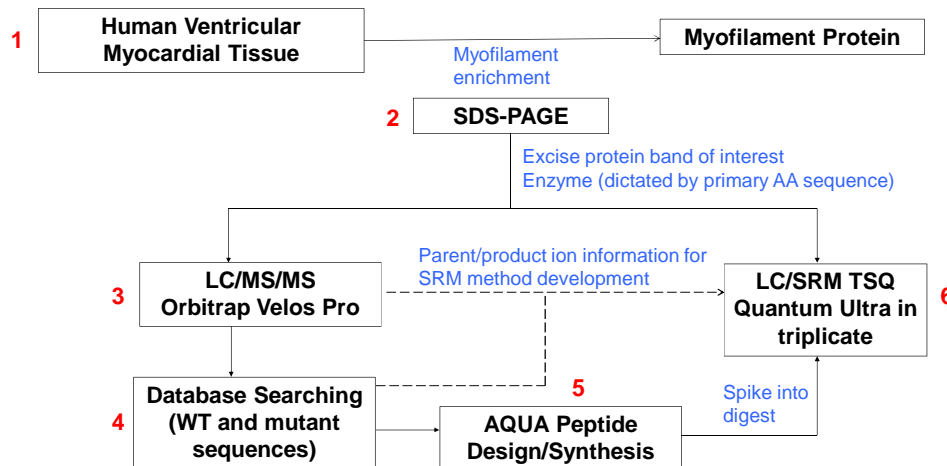 1
Human Ventricular
Myocardial Tissue
Myofilament Protein
Myofilament
enrichment
2
SDS-PAGE
Excise protein band of interest
Enzyme (dictated by primary AA sequence)
Parent/product ion information for
SRM method development
3
LC/MS/MS
Orbitrap Velos Pro
LC/SRM TSQ
Quantum Ultra in
triplicate
6
4
Database Searching
(WT and mutant
sequences)
5
AQUA Peptide
Design/Synthesis
Spike into
digest